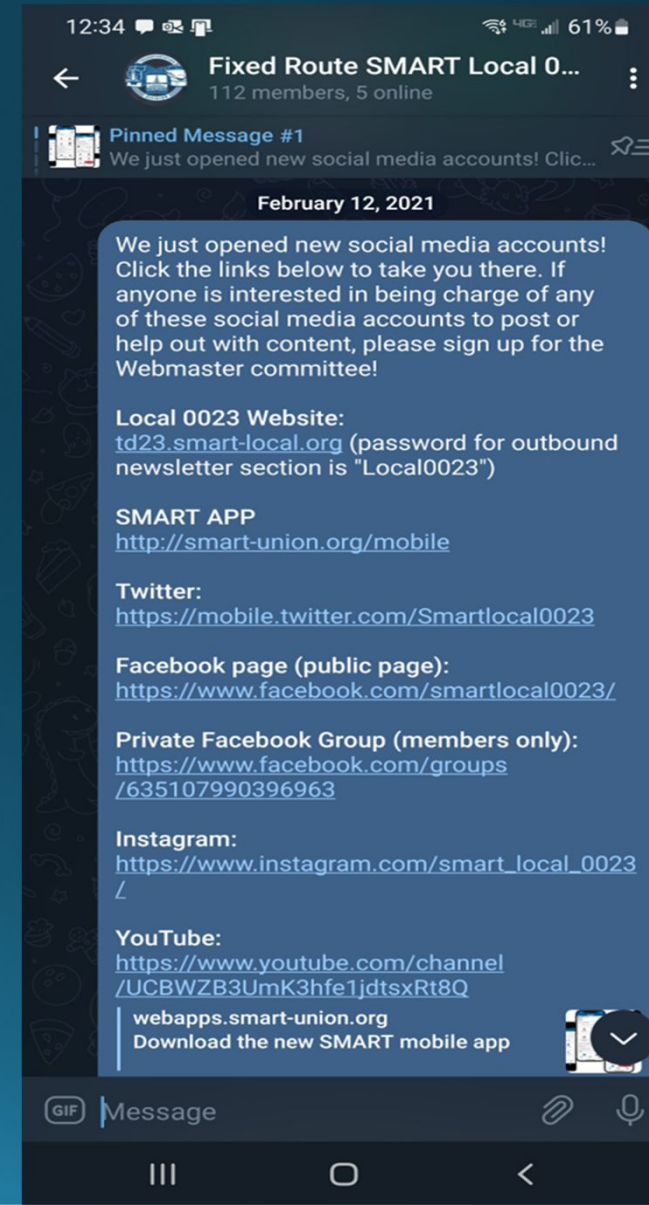 12:34 4GE 61%
Fixed Route SMART Local 0...
112 members, 5 online
Pinned Message #1
We just opened new social media accounts! Clic...
February 12, 2021
We just opened new social media accounts!
Click the links below to take you there. If
anyone is interested in being charge of any
of these social media accounts to post or
help out with content, please sign up for the
Webmaster committee!
Local 0023 Website:
td23.smart-local.org (password for outbound
newsletter section is "Local0023")
SMART APP
http://smart-union.org/mobile
Twitter:
https://mobile.twitter.com/Smartlocal0023
Facebook page (public page):
https://www.facebook.com/smartlocal0023/
Private Facebook Group (members only):
https://www.facebook.com/groups
/635107990396963
Instagram:
https://www.instagram.com/smart_local_0023
/
YouTube:
https://www.youtube.com/channel
/UCBWZB3UmK3hfe1jdtsxRt8Q
webapps.smart-union.org
Download the new SMART mobile app
GIF Message